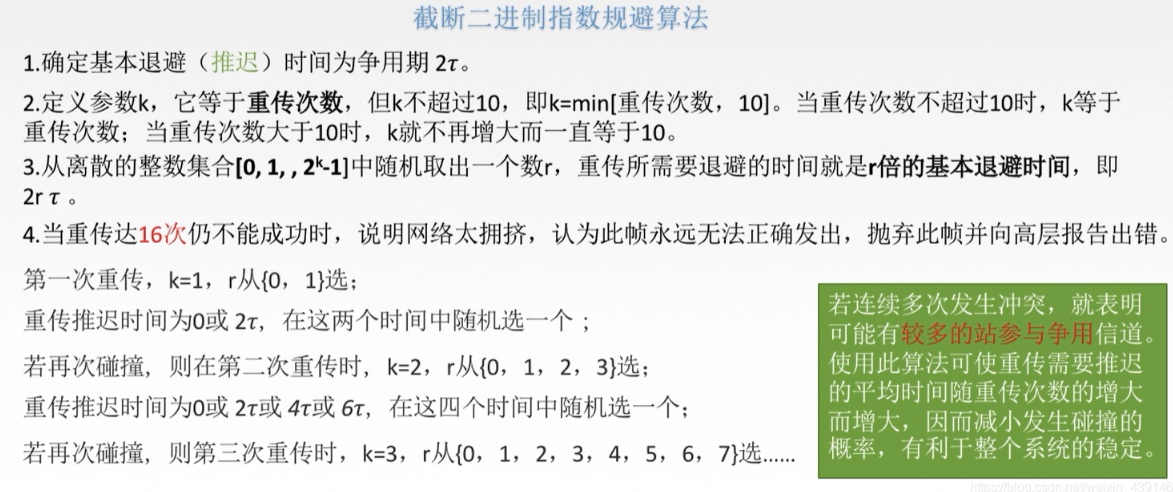 截断二进制指数规避算法
1.确定基本退避（推迟）时间为争用期 2τ。
2.定义参数k，它等于重传次数，但k不超过10，即k=min[重传次数，10]。当重传次数不超过10时，k等于
重传次数；当重传次数大于10时，k就不再增大而一直等于10。
3.从离散的整数集合[0, 1, , 2ᵏ-1]中随机取出一个数r，重传所需要退避的时间就是r倍的基本退避时间，即
2r τ 。
4.当重传达16次仍不能成功时，说明网络太拥挤，认为此帧永远无法正确发出，抛弃此帧并向高层报告出错。
第一次重传，k=1，r从{0，1}选；
重传推迟时间为0或 2τ，在这两个时间中随机选一个；
若再次碰撞，则在第二次重传时，k=2，r从{0，1，2，3}选；
重传推迟时间为0或 2τ或 4τ或 6τ，在这四个时间中随机选一个；
若再次碰撞，则第三次重传时，k=3，r从{0，1，2，3，4，5，6，7}选......
若连续多次发生冲突，就表明
可能有较多的站参与争用信道。
使用此算法可使重传需要推迟
的平均时间随重传次数的增大
而增大，因而减小发生碰撞的
概率，有利于整个系统的稳定。
https://blog.csdn.net/weixin_439146